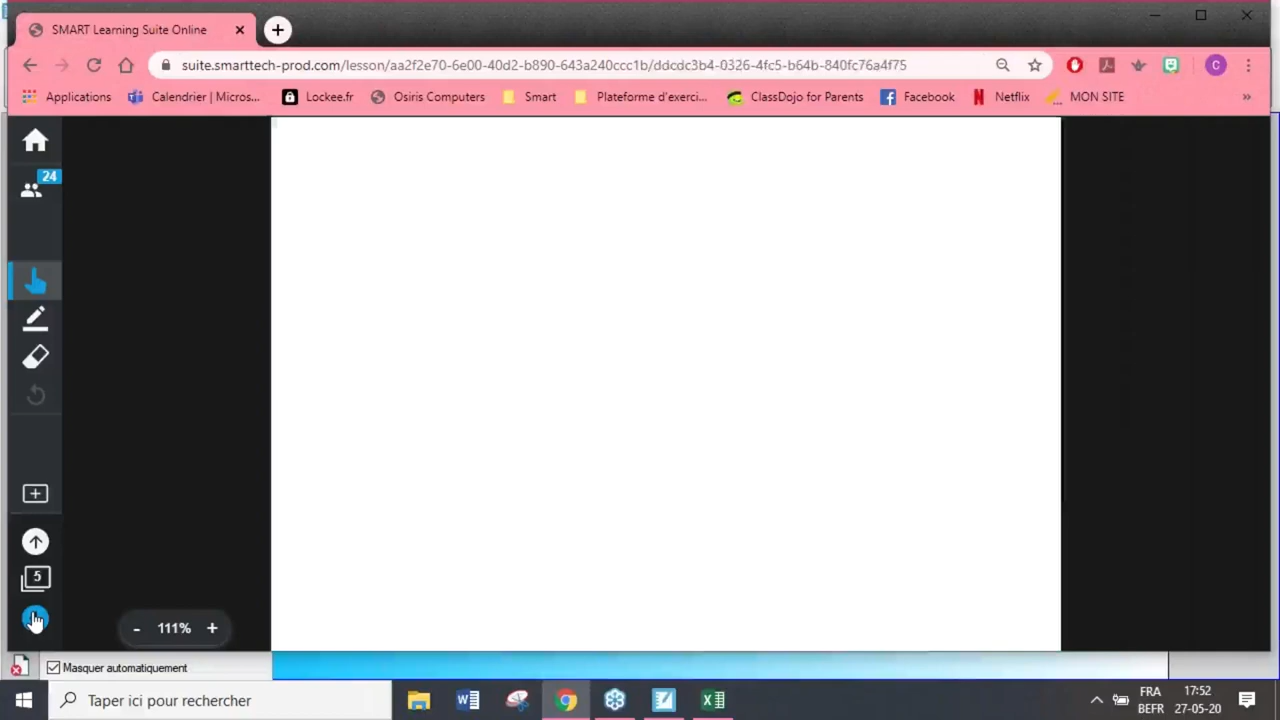 SMART Learning Suite Online
suite.smarttech-prod.com/lesson/aa2f2e70-6e00-40d2-b890-643a240ccc1b/ddcdc3b4-0326-4fc5-b64b-840fc76a4f75
C
Applications Calendrier | Micros... Lockee.fr Osiris Computers Smart Plateforme d'exerci... ClassDojo for Parents Facebook Netflix MON SITE »
24
5
- 111% +
Masquer automatiquement
Taper ici pour rechercher
FRA 17:52
BEFR 27-05-20